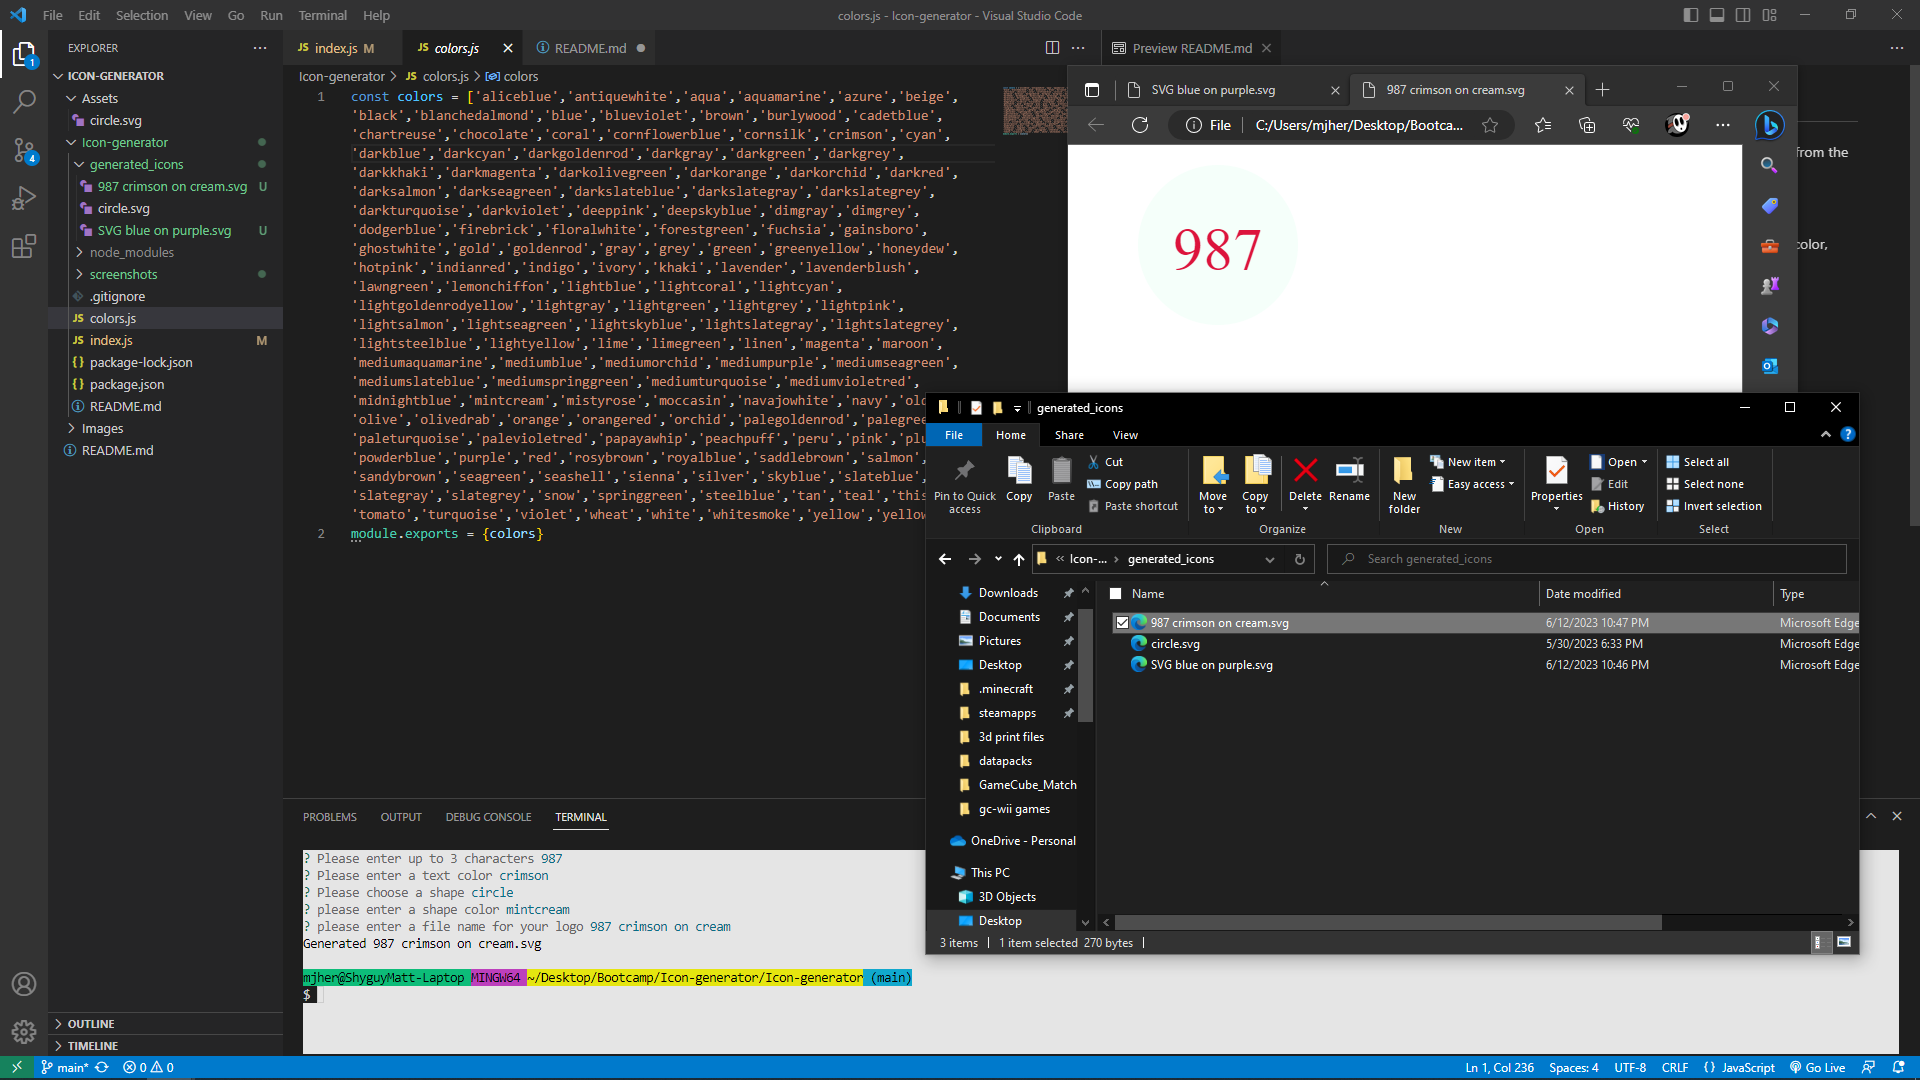 File Edit Selection View Go Run Terminal Help
colors.js - Icon-generator - Visual Studio Code
EXPLORER
ICON-GENERATOR
Assets
circle.svg
Icon-generator
generated_icons
987 crimson on cream.svg U
circle.svg
SVG blue on purple.svg U
node_modules
screenshots
.gitignore
colors.js
index.js M
package-lock.json
package.json
README.md
Images
README.md
OUTLINE
TIMELINE
1
4
index.js M
colors.js
README.md
Preview README.md
Icon-generator > colors.js > colors
1 const colors = ['aliceblue','antiquewhite','aqua','aquamarine','azure','beige',
'black','blanchedalmond','blue','blueviolet','brown','burlywood','cadetblue',
'chartreuse','chocolate','coral','cornflowerblue','cornsilk','crimson','cyan',
'darkblue','darkcyan','darkgoldenrod','darkgray','darkgreen','darkgrey',
'darkkhaki','darkmagenta','darkolivegreen','darkorange','darkorchid','darkred',
'darksalmon','darkseagreen','darkslateblue','darkslategray','darkslategrey',
'darkturquoise','darkviolet','deeppink','deepskyblue','dimgray','dimgrey',
'dodgerblue','firebrick','floralwhite','forestgreen','fuchsia','gainsboro',
'ghostwhite','gold','goldenrod','gray','grey','green','greenyellow','honeydew',
'hotpink','indianred','indigo','ivory','khaki','lavender','lavenderblush',
'lawngreen','lemonchiffon','lightblue','lightcoral','lightcyan',
'lightgoldenrodyellow','lightgray','lightgreen','lightgrey','lightpink',
'lightsalmon','lightseagreen','lightskyblue','lightslategray','lightslategrey',
'lightsteelblue','lightyellow','lime','limegreen','linen','magenta','maroon',
'mediumaquamarine','mediumblue','mediumorchid','mediumpurple','mediumseagreen',
'mediumslateblue','mediumspringgreen','mediumturquoise','mediumvioletred',
'midnightblue','mintcream','mistyrose','moccasin','navajowhite','navy','old
'olive','olivedrab','orange','orangered','orchid','palegoldenrod','palegree
'paleturquoise','palevioletred','papayawhip','peachpuff','peru','pink','plu
'powderblue','purple','red','rosybrown','royalblue','saddlebrown','salmon',
'sandybrown','seagreen','seashell','sienna','silver','skyblue','slateblue',
'slategray','slategrey','snow','springgreen','steelblue','tan','teal','this
'tomato','turquoise','violet','wheat','white','whitesmoke','yellow','yellow
2 module.exports = {colors}
SVG blue on purple.svg
987 crimson on cream.svg
File C:/Users/mjher/Desktop/Bootca...
987
from the
color,
generated_icons
File Home Share View
Pin to Quick access
Copy
Paste
Cut
Copy path
Paste shortcut
Clipboard
Move to
Copy to
Delete
Rename
Organize
New folder
New item
Easy access
New
Properties
Open
Edit
History
Open
Select all
Select none
Invert selection
Select
« Icon-... > generated_icons
Search generated_icons
Downloads
Documents
Pictures
Desktop
.minecraft
steamapps
3d print files
datapacks
GameCube_Match
gc-wii games
OneDrive - Personal
This PC
3D Objects
Desktop
Name Date modified Type
987 crimson on cream.svg 6/12/2023 10:47 PM Microsoft Edge
circle.svg 5/30/2023 6:33 PM Microsoft Edge
SVG blue on purple.svg 6/12/2023 10:46 PM Microsoft Edge
3 items 1 item selected 270 bytes
PROBLEMS OUTPUT DEBUG CONSOLE TERMINAL
? Please enter up to 3 characters 987
? Please enter a text color crimson
? Please choose a shape circle
? please enter a shape color mintcream
? please enter a file name for your logo 987 crimson on cream
Generated 987 crimson on cream.svg
mjher@ShyguyMatt-Laptop MINGW64 ~/Desktop/Bootcamp/Icon-generator/Icon-generator (main)
$
main* 0 0
Ln 1, Col 236 Spaces: 4 UTF-8 CRLF {} JavaScript Go Live